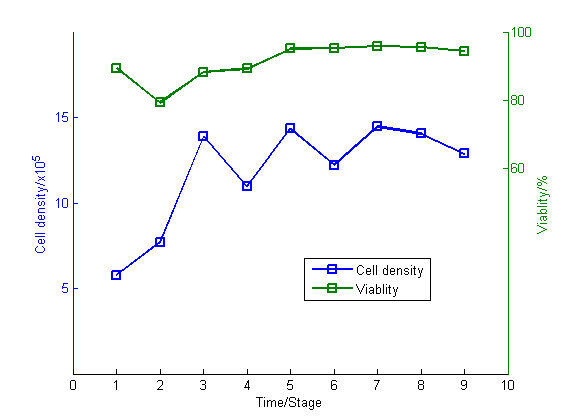 100
15
80
Cell density/x10⁵
10
60
Viablity/%
5
Cell density
Viablity
0 1 2 3 4 5 6 7 8 9 10
Time/Stage